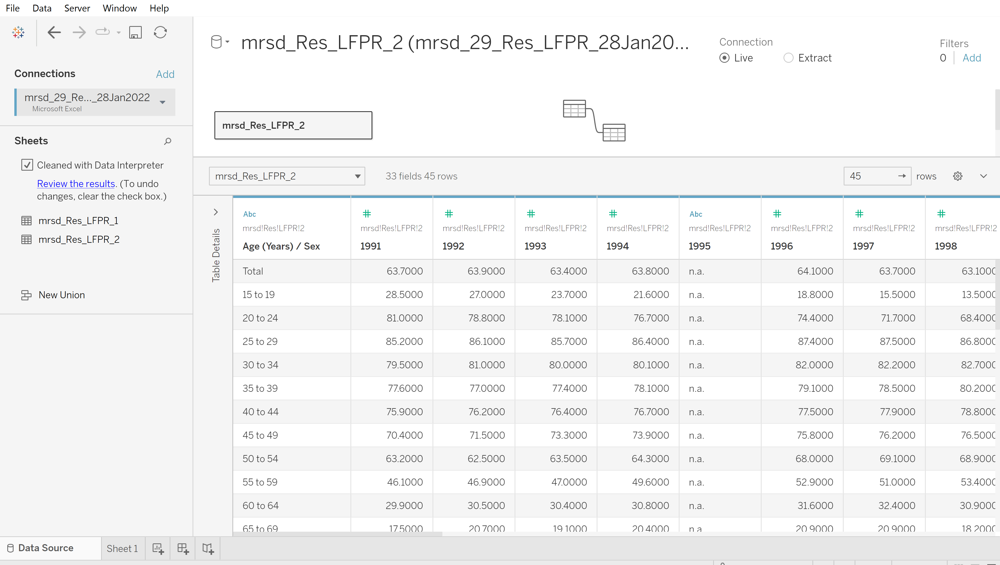 File Data Server Window Help
mrsd_Res_LFPR_2 (mrsd_29_Res_LFPR_28Jan20...
Connection
Live Extract
Filters
0 Add
Connections Add
mrsd_29_Re..._28Jan2022
Microsoft Excel
Sheets
Cleaned with Data Interpreter
Review the results. (To undo
changes, clear the check box.)
mrsd_Res_LFPR_1
mrsd_Res_LFPR_2
New Union
mrsd_Res_LFPR_2
mrsd_Res_LFPR_2 33 fields 45 rows 45 rows
Table Details
Abc # # # # Abc # # #
mrsd!Res!LFPR!2 mrsd!Res!LFPR!2 mrsd!Res!LFPR!2 mrsd!Res!LFPR!2 mrsd!Res!LFPR!2 mrsd!Res!LFPR!2 mrsd!Res!LFPR!2 mrsd!Res!LFPR!2 mrsd!Res!LFPR!2
Age (Years) / Sex 1991 1992 1993 1994 1995 1996 1997 1998
Total 63.7000 63.9000 63.4000 63.8000 n.a. 64.1000 63.7000 63.1000
15 to 19 28.5000 27.0000 23.7000 21.6000 n.a. 18.8000 15.5000 13.5000
20 to 24 81.0000 78.8000 78.1000 76.7000 n.a. 74.4000 71.7000 68.4000
25 to 29 85.2000 86.1000 85.7000 86.4000 n.a. 87.4000 87.5000 86.8000
30 to 34 79.5000 81.0000 80.0000 80.1000 n.a. 82.0000 82.2000 82.7000
35 to 39 77.6000 77.0000 77.4000 78.1000 n.a. 79.1000 78.5000 80.2000
40 to 44 75.9000 76.2000 76.4000 76.7000 n.a. 77.5000 77.9000 78.8000
45 to 49 70.4000 71.5000 73.3000 73.9000 n.a. 75.8000 76.2000 76.5000
50 to 54 63.2000 62.5000 63.5000 64.3000 n.a. 68.0000 69.1000 68.9000
55 to 59 46.1000 46.9000 47.0000 49.6000 n.a. 52.9000 51.0000 53.4000
60 to 64 29.9000 30.5000 30.4000 30.8000 n.a. 31.6000 32.4000 30.9000
65 to 69 17.5000 20.7000 19.1000 20.4000 n.a. 20.9000 20.9000 18.2000
Data Source Sheet 1